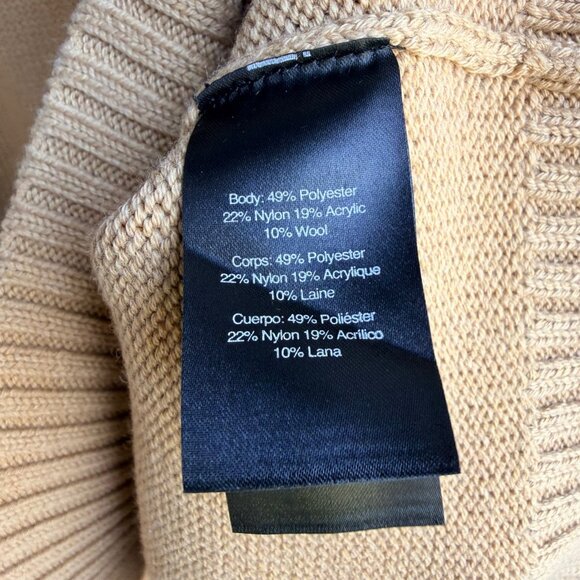 Body: 49% Polyester
22% Nylon 19% Acrylic
10% Wool
Corps: 49% Polyester
22% Nylon 19% Acrylique
10% Laine
Cuerpo: 49% Poliéster
22% Nylon 19% Acrílico
10% Lana